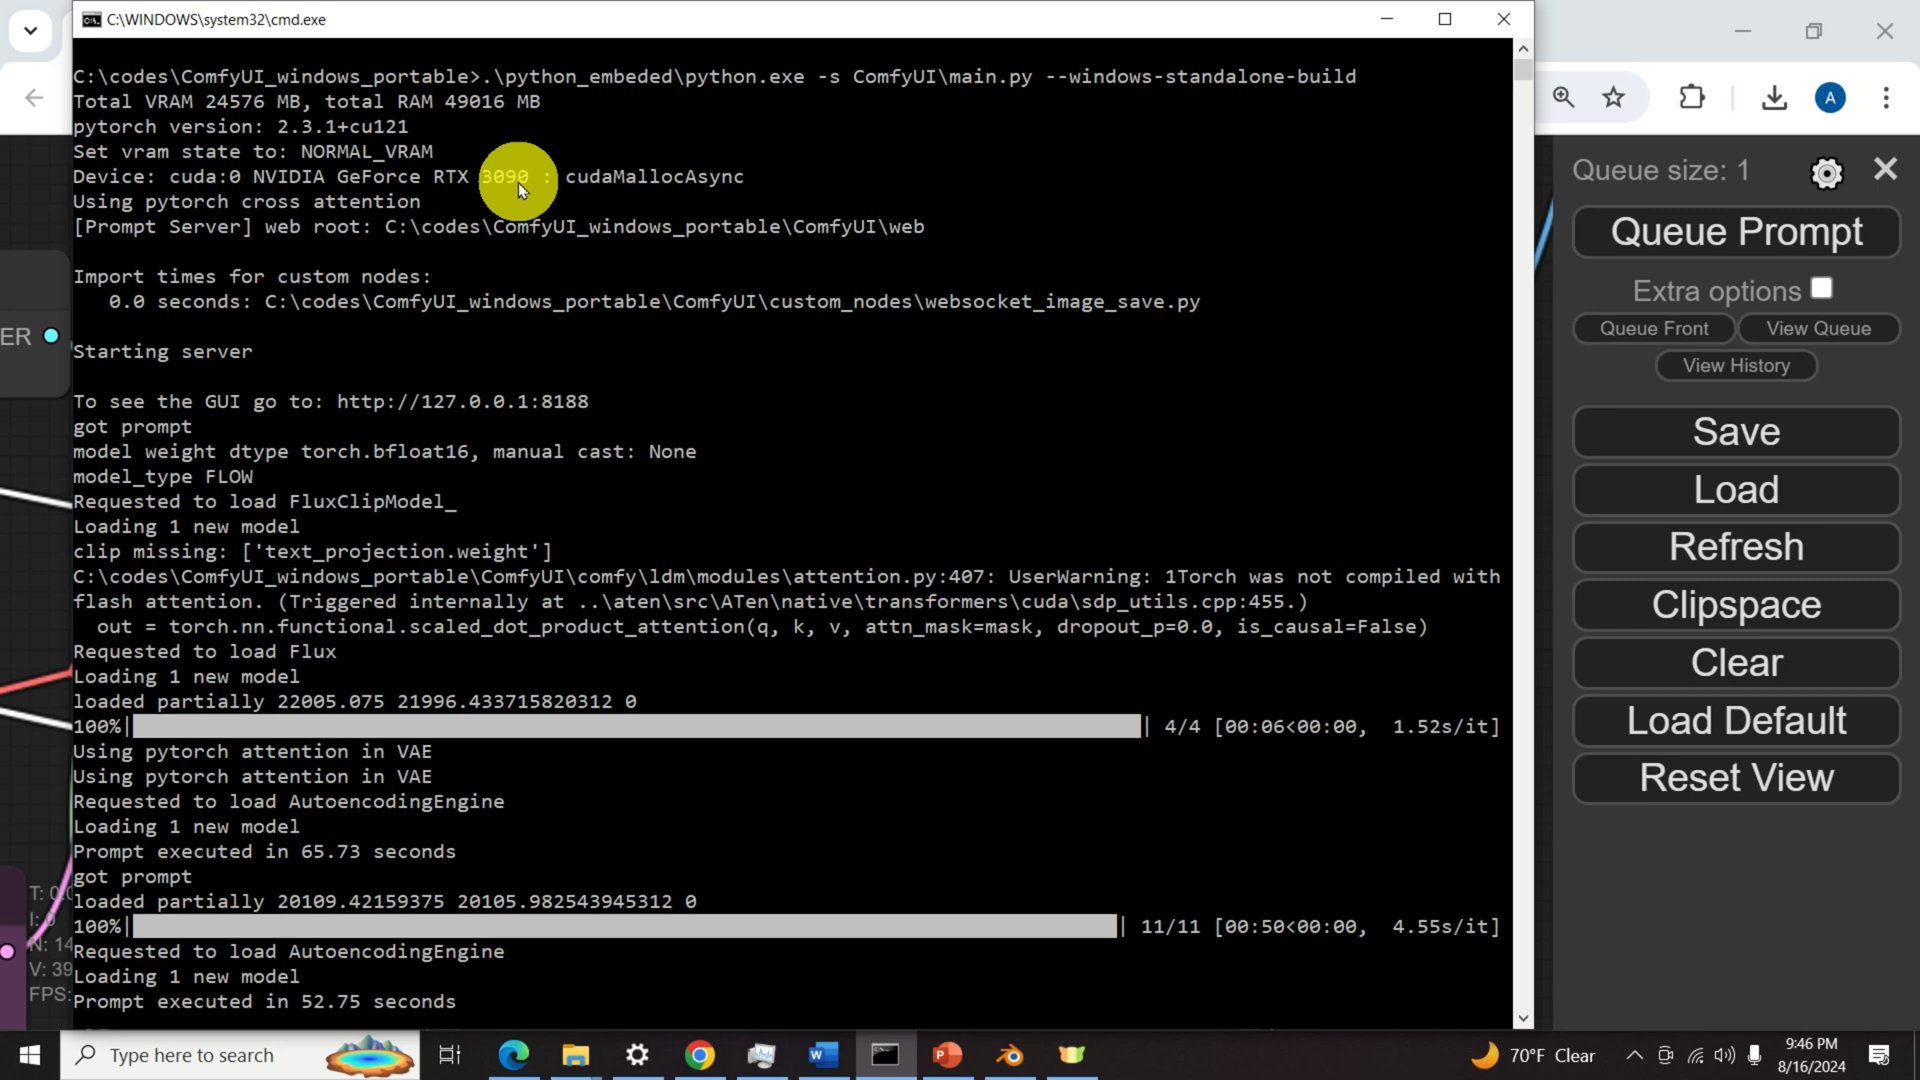 C:\WINDOWS\system32\cmd.exe
C:\codes\ComfyUI_windows_portable>.\python_embeded\python.exe -s ComfyUI\main.py --windows-standalone-build
Total VRAM 24576 MB, total RAM 49016 MB
pytorch version: 2.3.1+cu121
Set vram state to: NORMAL_VRAM
Device: cuda:0 NVIDIA GeForce RTX 3090 : cudaMallocAsync
Using pytorch cross attention
[Prompt Server] web root: C:\codes\ComfyUI_windows_portable\ComfyUI\web
Import times for custom nodes:
0.0 seconds: C:\codes\ComfyUI_windows_portable\ComfyUI\custom_nodes\websocket_image_save.py
Starting server
To see the GUI go to: http://127.0.0.1:8188
got prompt
model weight dtype torch.bfloat16, manual cast: None
model_type FLOW
Requested to load FluxClipModel_
Loading 1 new model
clip missing: ['text_projection.weight']
C:\codes\ComfyUI_windows_portable\ComfyUI\comfy\ldm\modules\attention.py:407: UserWarning: 1Torch was not compiled with
flash attention. (Triggered internally at ..\aten\src\ATen\native\transformers\cuda\sdp_utils.cpp:455.)
out = torch.nn.functional.scaled_dot_product_attention(q, k, v, attn_mask=mask, dropout_p=0.0, is_causal=False)
Requested to load Flux
Loading 1 new model
loaded partially 22005.075 21996.433715820312 0
100%| | 4/4 [00:06<00:00, 1.52s/it]
Using pytorch attention in VAE
Using pytorch attention in VAE
Requested to load AutoencodingEngine
Loading 1 new model
Prompt executed in 65.73 seconds
got prompt
loaded partially 20109.42159375 20105.982543945312 0
100%| | 11/11 [00:50<00:00, 4.55s/it]
Requested to load AutoencodingEngine
Loading 1 new model
Prompt executed in 52.75 seconds
ER
T: 0.0
I: 0
N: 14
V: 39
FPS:
A
Queue size: 1
Queue Prompt
Extra options
Queue Front
View Queue
View History
Save
Load
Refresh
Clipspace
Clear
Load Default
Reset View
Type here to search
70°F Clear
9:46 PM
8/16/2024